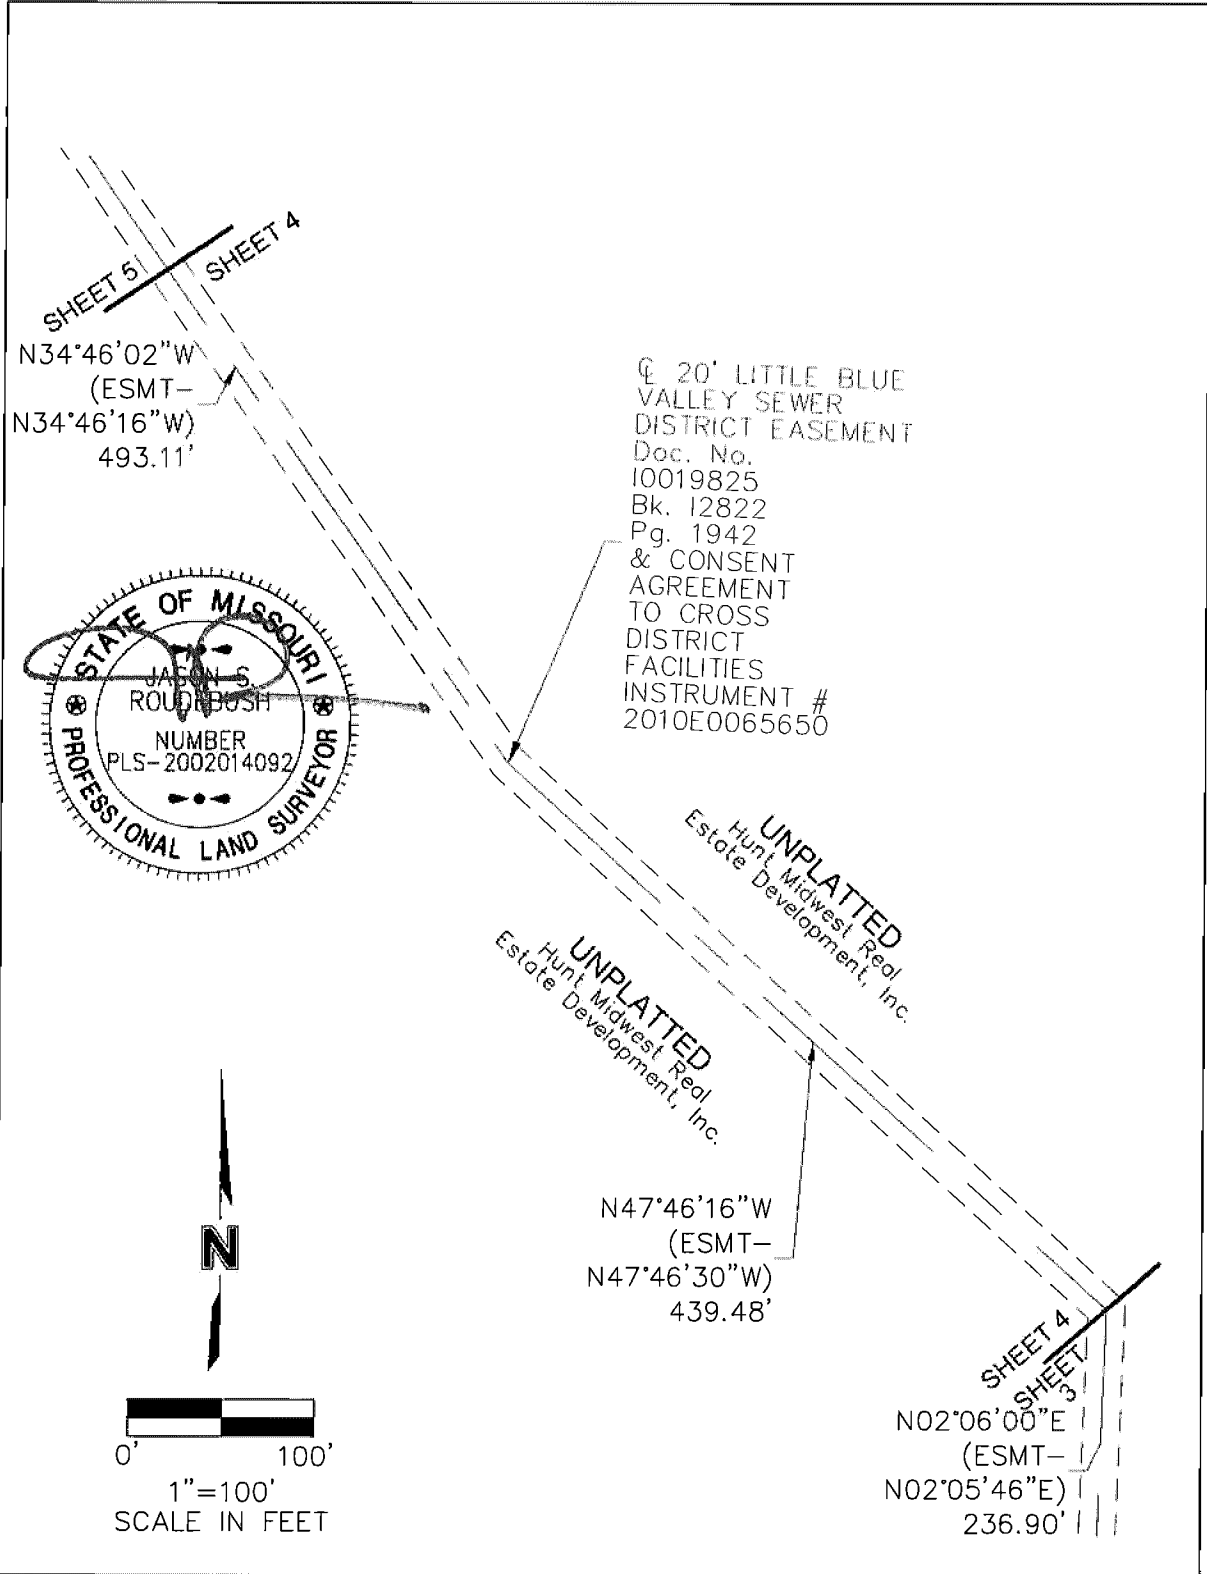 SHEET 4
SHEET 5
N34°46'02"W
(ESMT-
N34°46'16"W)
493.11'
℄ 20' LITTLE BLUE
VALLEY SEWER
DISTRICT EASEMENT
Doc. No.
I0019825
Bk. I2822
Pg. 1942
& CONSENT
AGREEMENT
TO CROSS
DISTRICT
FACILITIES
INSTRUMENT #
2010E0065650
STATE OF MISSOURI
JASON S.
ROUDEBUSH
NUMBER
PLS-2002014092
PROFESSIONAL LAND SURVEYOR
UNPLATTED
Hunt Midwest Real
Estate Development, Inc.
UNPLATTED
Hunt Midwest Real
Estate Development, Inc.
N47°46'16"W
(ESMT-
N47°46'30"W)
439.48'
N
SHEET 4
SHEET
3
N02°06'00"E
(ESMT-
N02°05'46"E)
236.90'
0' 100'
1"=100'
SCALE IN FEET